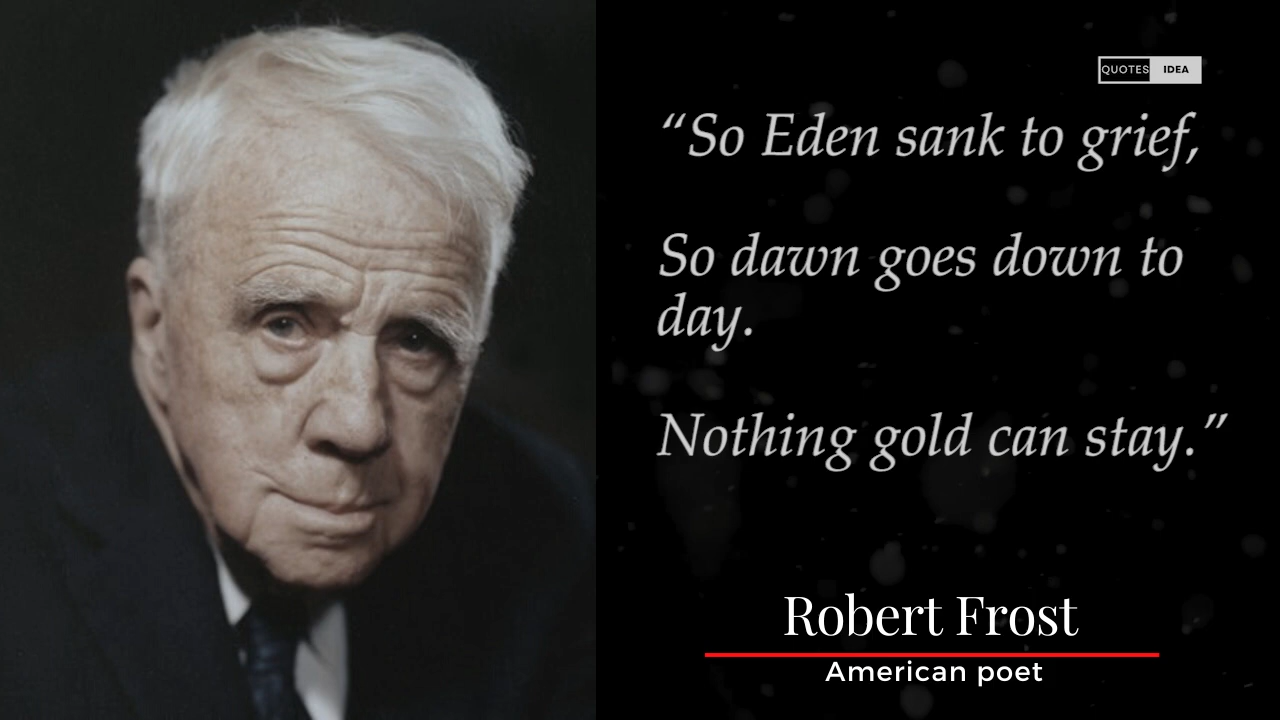 QUOTES IDEA
“So Eden sank to grief,
So dawn goes down to
day.
Nothing gold can stay.”
Robert Frost
American poet